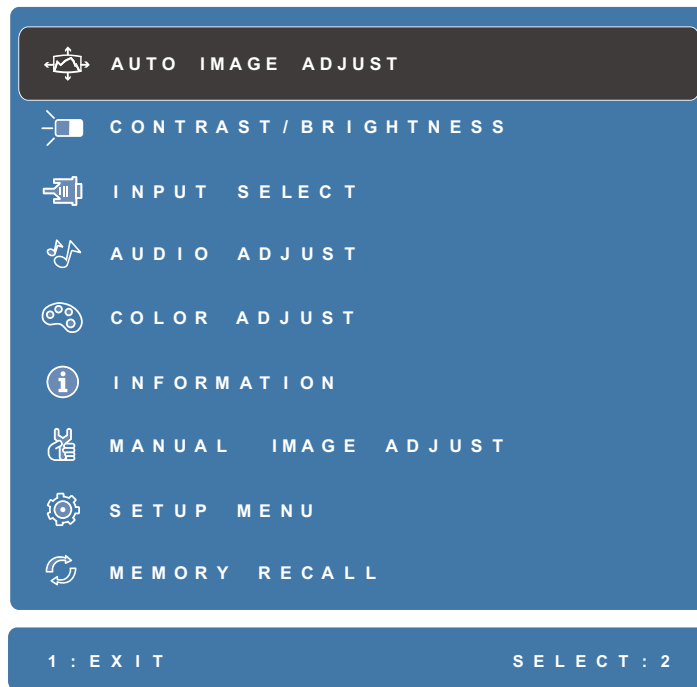 AUTO IMAGE ADJUST
CONTRAST/BRIGHTNESS
INPUT SELECT
AUDIO ADJUST
COLOR ADJUST
INFORMATION
MANUAL IMAGE ADJUST
SETUP MENU
MEMORY RECALL
1:EXIT SELECT:2